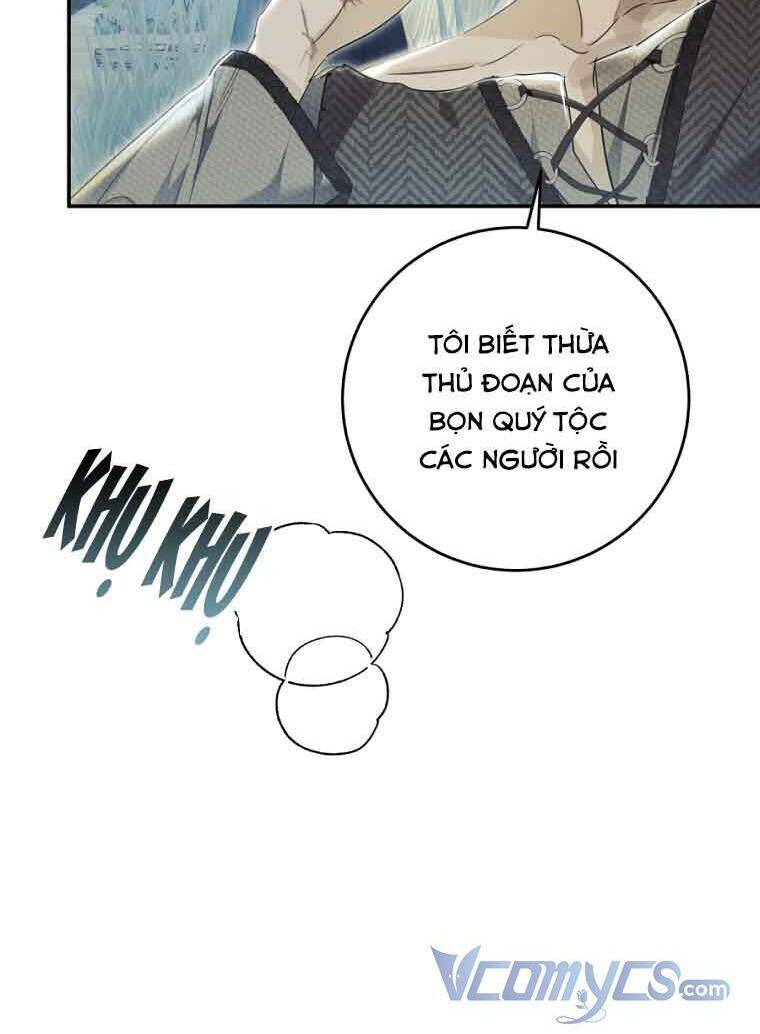 TÔI BIẾT THỪA
THỦ ĐOẠN CỦA
BỌN QUÝ TỘC
CÁC NGƯỜI RỒI
KHỤ KHỤ
VCOMYCS.com